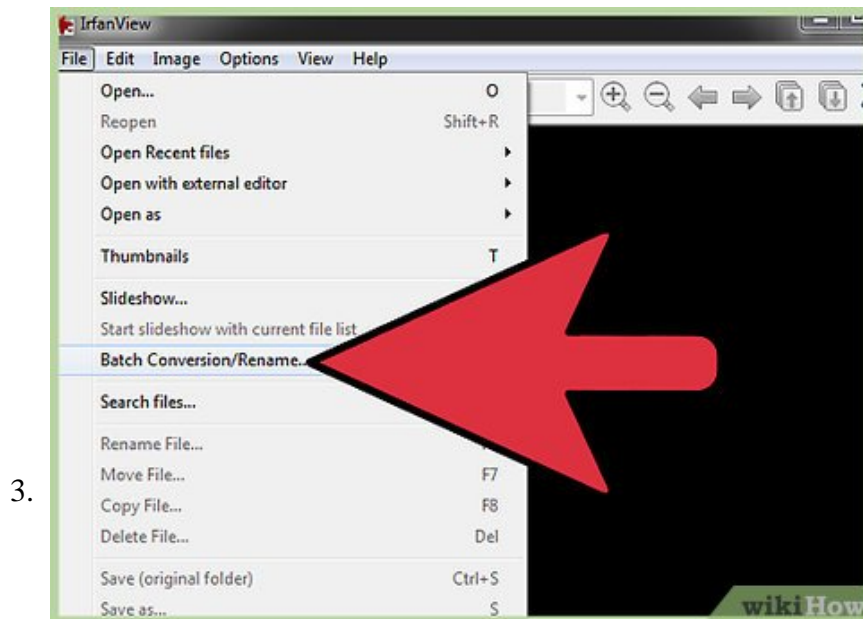 IrfanView
File Edit Image Options View Help
Open... O
Reopen Shift+R
Open Recent files
Open with external editor
Open as
Thumbnails T
Slideshow...
Start slideshow with current file list
Batch Conversion/Rename...
Search files...
Rename File...
Move File... F7
Copy File... F8
Delete File... Del
3.
Save (original folder) Ctrl+S
Save as... S
wikiHow